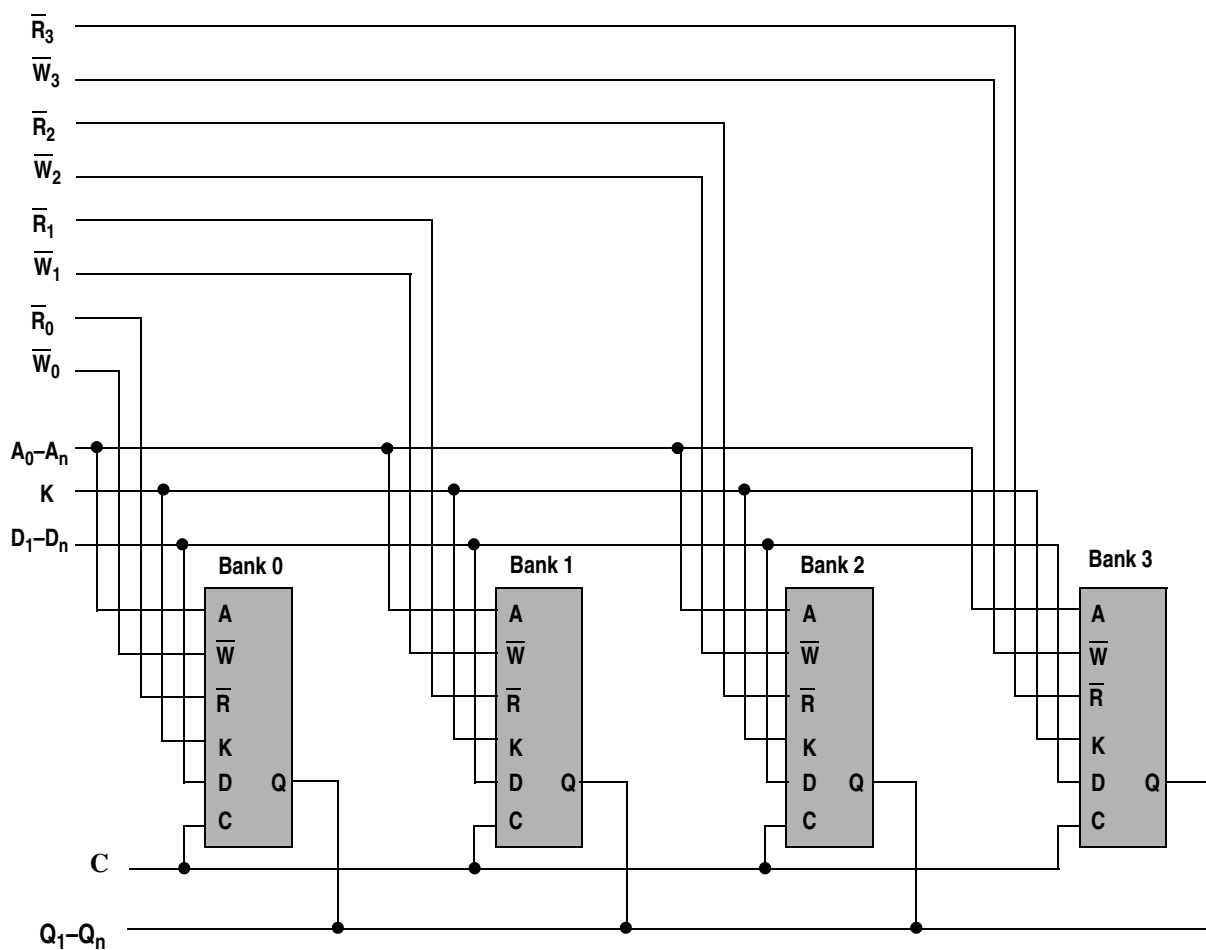 R̅₃
W̅₃
R̅₂
W̅₂
R̅₁
W̅₁
R̅₀
W̅₀
A₀–Aₙ
K
D₁–Dₙ
Bank 0
Bank 1
Bank 2
Bank 3
A
W̅
R̅
K
D Q
C
A
W̅
R̅
K
D Q
C
A
W̅
R̅
K
D Q
C
A
W̅
R̅
K
D Q
C
C
Q₁–Qₙ